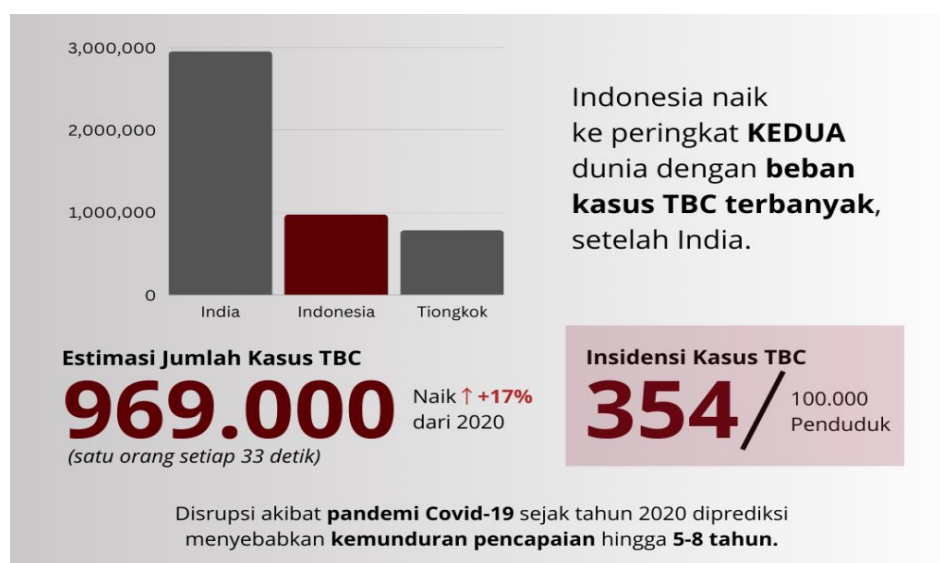 3,000,000
2,000,000
1,000,000
0
India
Indonesia
Tiongkok
Indonesia naik
ke peringkat KEDUA
dunia dengan beban
kasus TBC terbanyak,
setelah India.
Estimasi Jumlah Kasus TBC
969.000
Naik ↑ +17%
dari 2020
(satu orang setiap 33 detik)
Insidensi Kasus TBC
354/
100.000
Penduduk
Disrupsi akibat pandemi Covid-19 sejak tahun 2020 diprediksi
menyebabkan kemunduran pencapaian hingga 5-8 tahun.